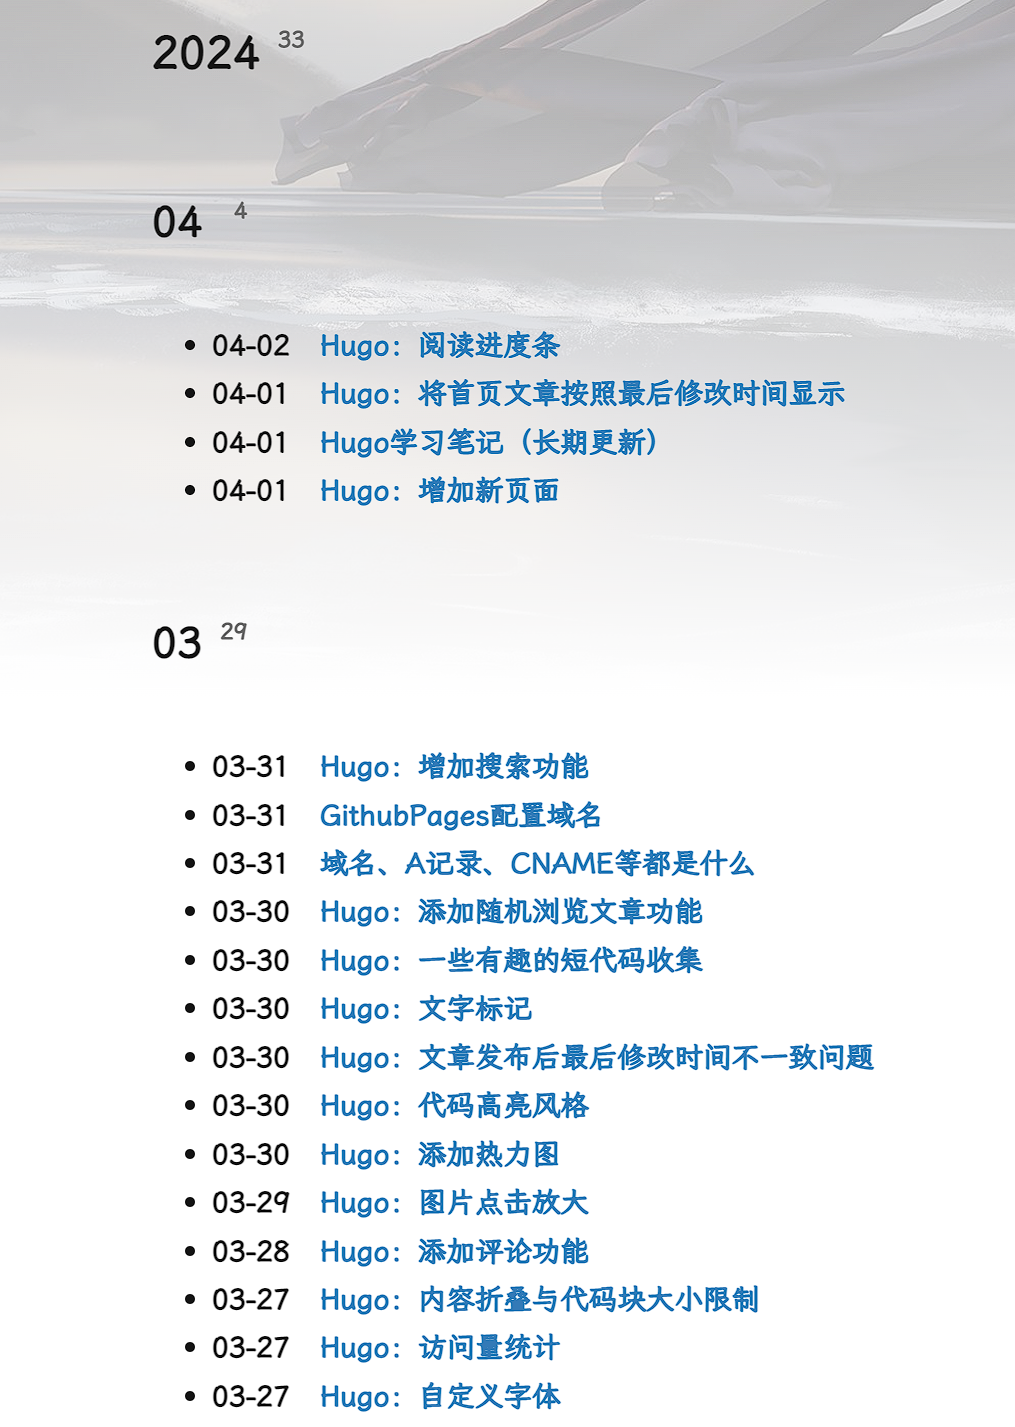 2024 33
04 4
04-02 Hugo：阅读进度条
04-01 Hugo：将首页文章按照最后修改时间显示
04-01 Hugo学习笔记（长期更新）
04-01 Hugo：增加新页面
03 29
03-31 Hugo：增加搜索功能
03-31 GithubPages配置域名
03-31 域名、A记录、CNAME等都是什么
03-30 Hugo：添加随机浏览文章功能
03-30 Hugo：一些有趣的短代码收集
03-30 Hugo：文字标记
03-30 Hugo：文章发布后最后修改时间不一致问题
03-30 Hugo：代码高亮风格
03-30 Hugo：添加热力图
03-29 Hugo：图片点击放大
03-28 Hugo：添加评论功能
03-27 Hugo：内容折叠与代码块大小限制
03-27 Hugo：访问量统计
03-27 Hugo：自定义字体